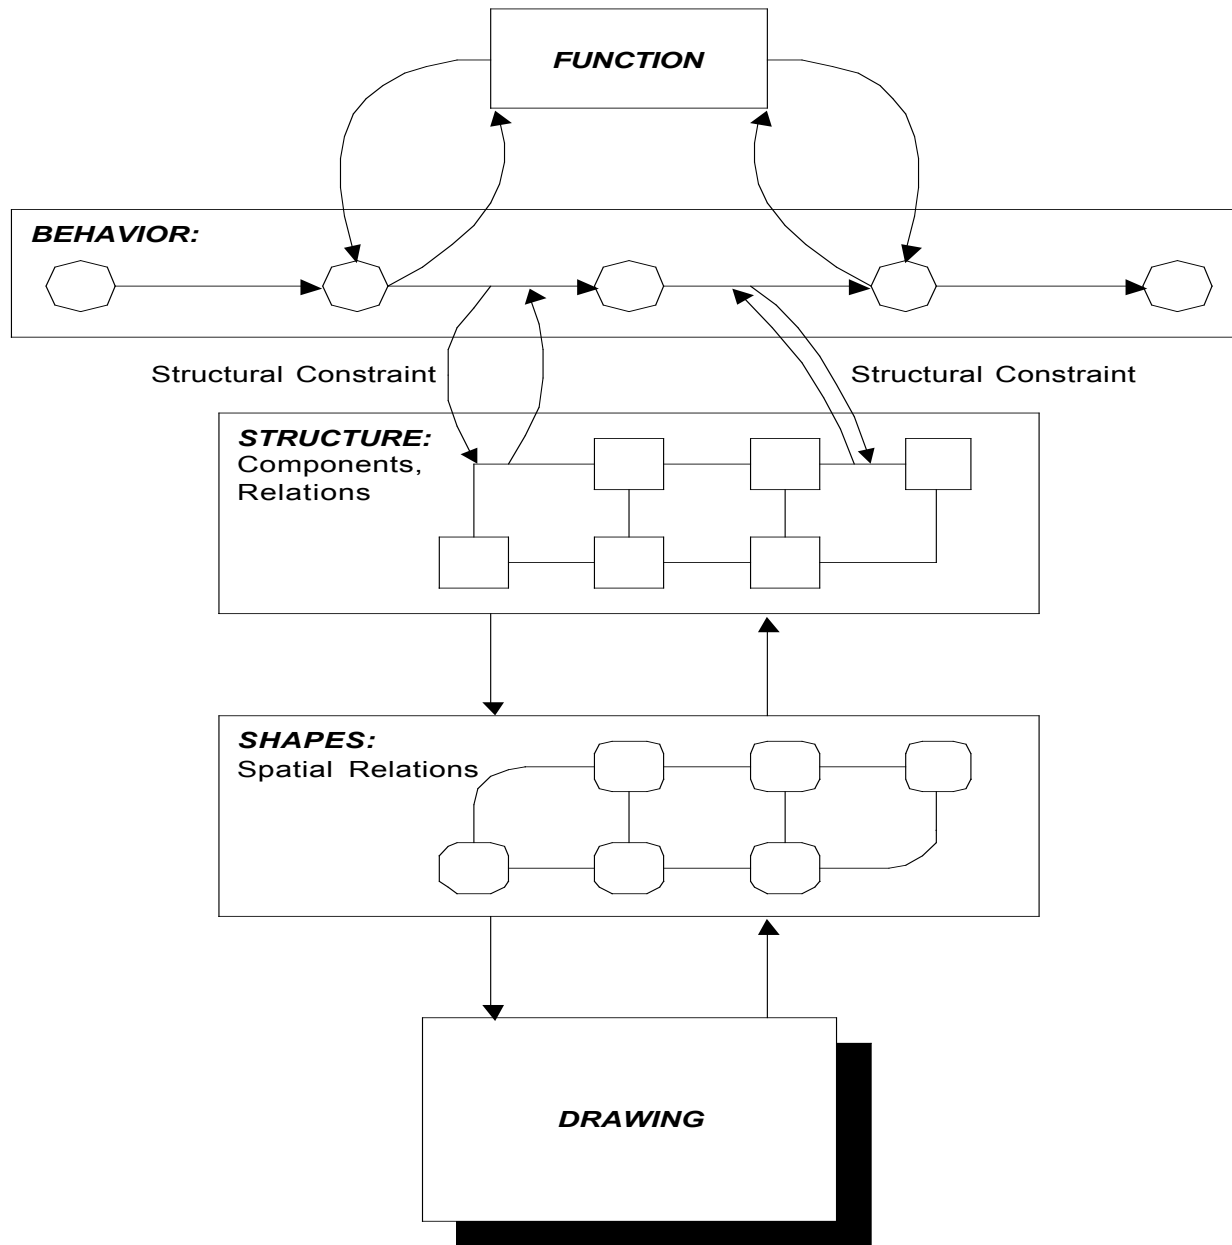 FUNCTION
BEHAVIOR:
Structural Constraint
Structural Constraint
STRUCTURE:
Components,
Relations
SHAPES:
Spatial Relations
DRAWING